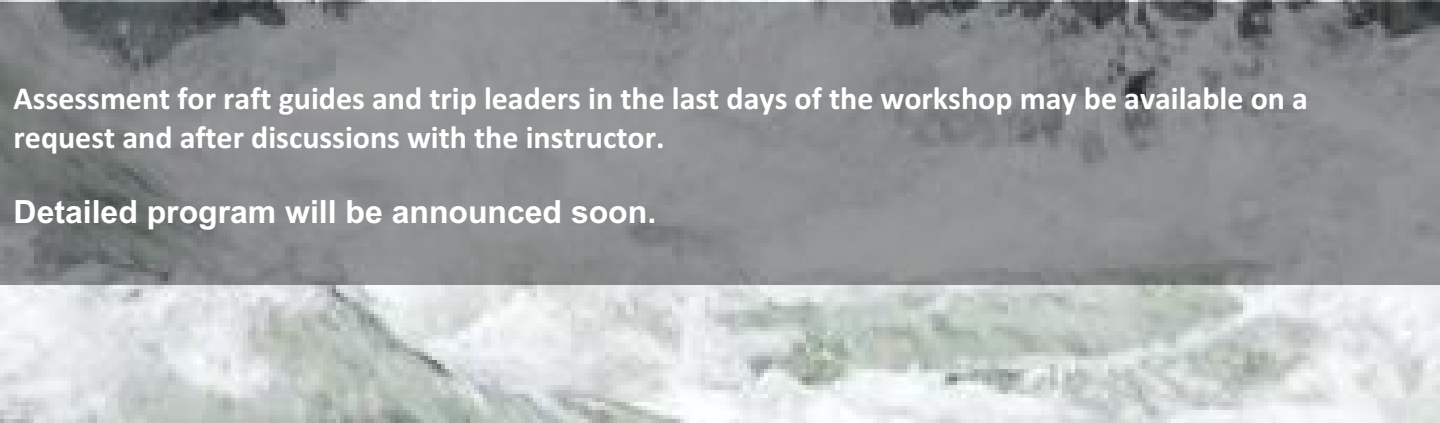 Assessment for raft guides and trip leaders in the last days of the workshop may be available on a
request and after discussions with the instructor.
Detailed program will be announced soon.